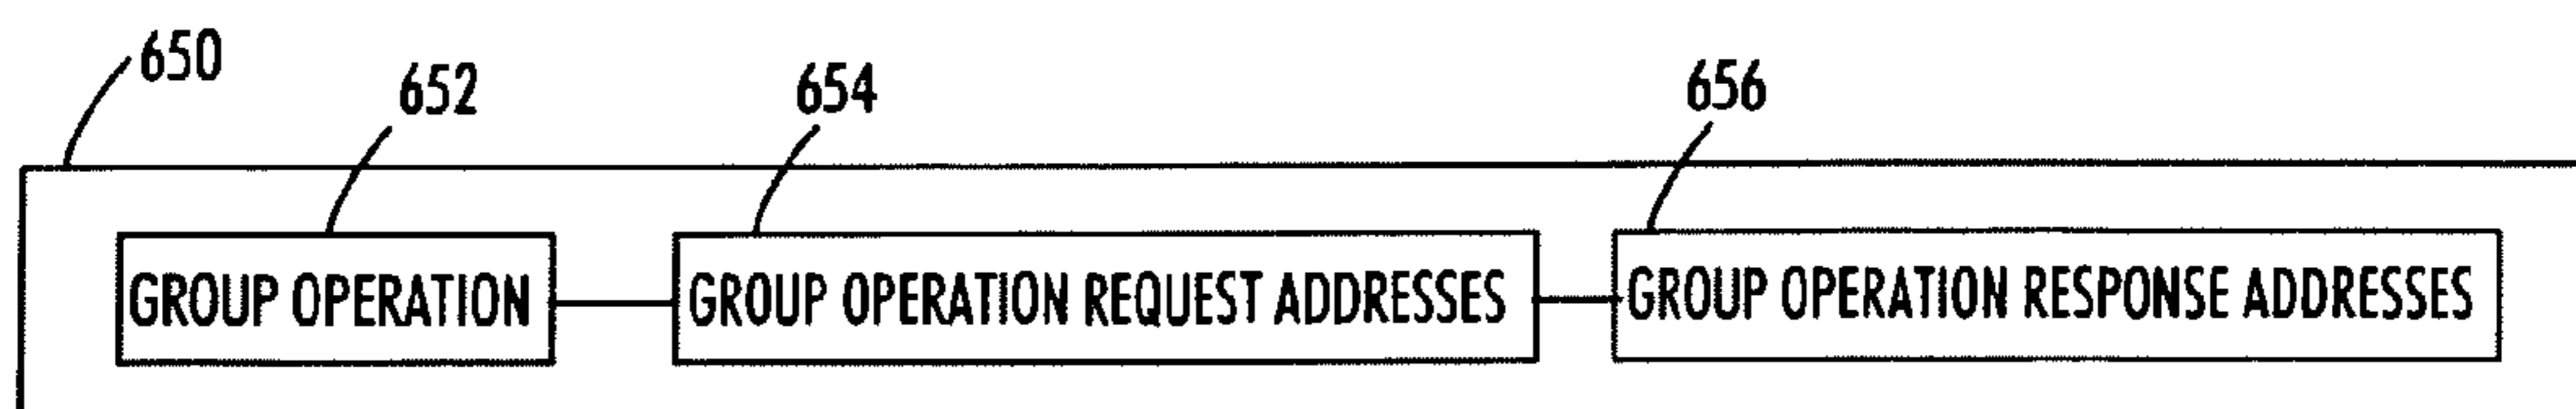 650
652
654
656
GROUP OPERATION
GROUP OPERATION REQUEST ADDRESSES
GROUP OPERATION RESPONSE ADDRESSES